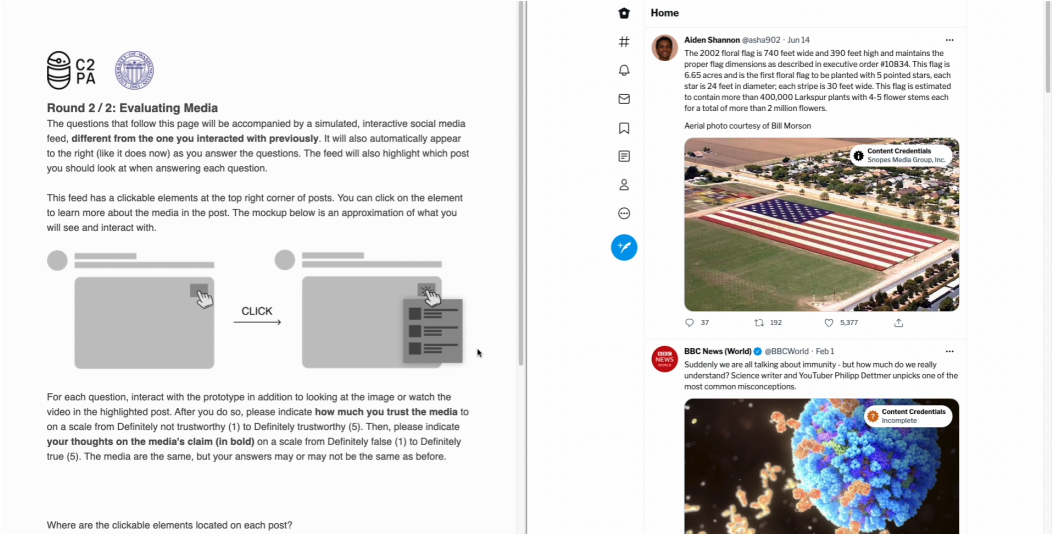 C2
PA
Round 2 / 2: Evaluating Media
The questions that follow this page will be accompanied by a simulated, interactive social media
feed, different from the one you interacted with previously. It will also automatically appear
to the right (like it does now) as you answer the questions. The feed will also highlight which post
you should look at when answering each question.
This feed has a clickable elements at the top right corner of posts. You can click on the element
to learn more about the media in the post. The mockup below is an approximation of what you
will see and interact with.
CLICK
For each question, interact with the prototype in addition to looking at the image or watch the
video in the highlighted post. After you do so, please indicate how much you trust the media to
on a scale from Definitely not trustworthy (1) to Definitely trustworthy (5). Then, please indicate
your thoughts on the media's claim (in bold) on a scale from Definitely false (1) to Definitely
true (5). The media are the same, but your answers may or may not be the same as before.
Where are the clickable elements located on each post?
Home
Aiden Shannon @asha902 · Jun 14
The 2002 floral flag is 740 feet wide and 390 feet high and maintains the
proper flag dimensions as described in executive order #10834. This flag is
6.65 acres and is the first floral flag to be planted with 5 pointed stars, each
star is 24 feet in diameter; each stripe is 30 feet wide. This flag is estimated
to contain more than 400,000 Larkspur plants with 4-5 flower stems each
for a total of more than 2 million flowers.
Aerial photo courtesy of Bill Morson
Content Credentials
Snopes Media Group, Inc.
37 192 5,377
BBC
NEWS
WORLD
BBC News (World) @BBCWorld · Feb 1
Suddenly we are all talking about immunity - but how much do we really
understand? Science writer and YouTuber Philipp Dettmer unpicks one of the
most common misconceptions.
Content Credentials
Incomplete